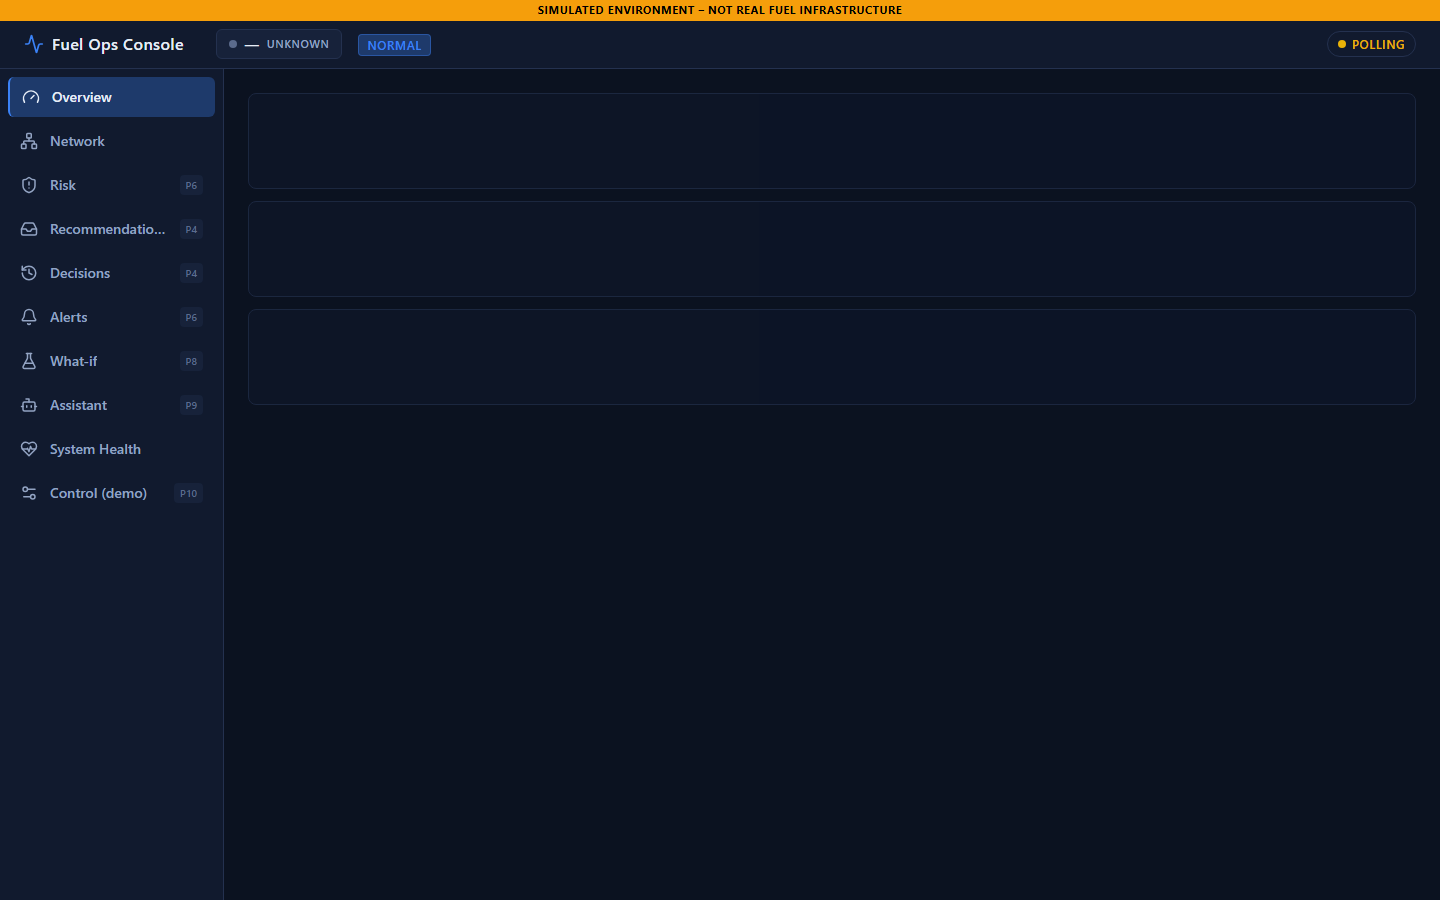 SIMULATED ENVIRONMENT – NOT REAL FUEL INFRASTRUCTURE
Fuel Ops Console
— UNKNOWN
NORMAL
POLLING
Overview
Network
Risk P6
Recommendatio... P4
Decisions P4
Alerts P6
What-if P8
Assistant P9
System Health
Control (demo) P10